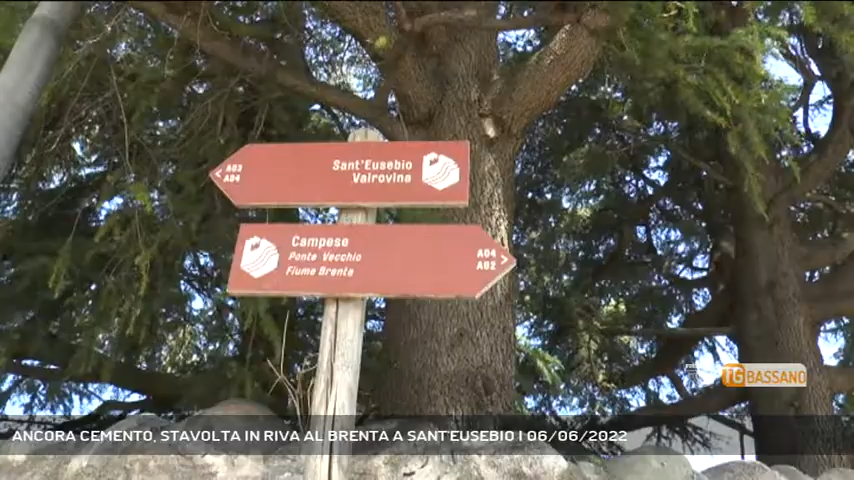 A03
A04
Sant'Eusebio
Valrovina
Campese
Ponte Vecchio
Fiume Brenta
A04
A02
TG BASSANO
ANCORA CEMENTO, STAVOLTA IN RIVA AL BRENTA A SANT'EUSEBIO | 06/06/2022